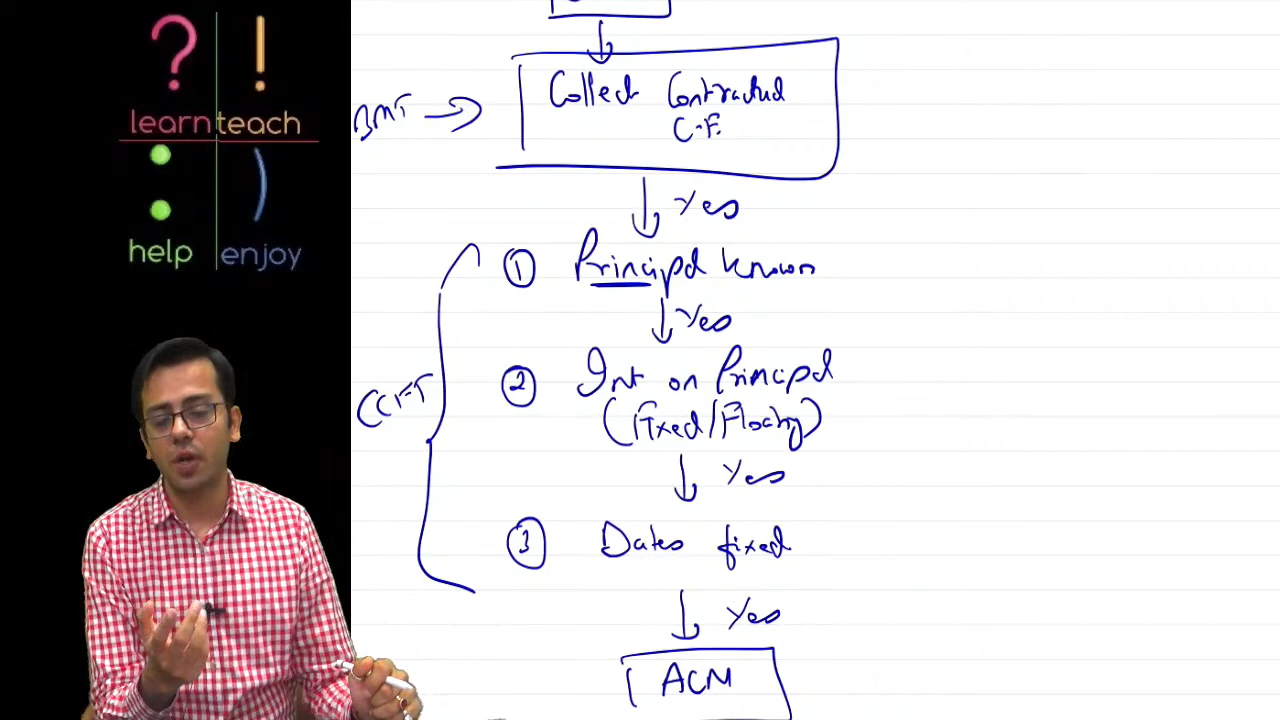 ? !
learn teach
: )
help enjoy
BMT →
Collect Contracted
C.F.
Yes
① Principal known
Yes
② Int on Principal
(Fixed/Floating)
CCFT
Yes
③ Dates fixed
Yes
ACM